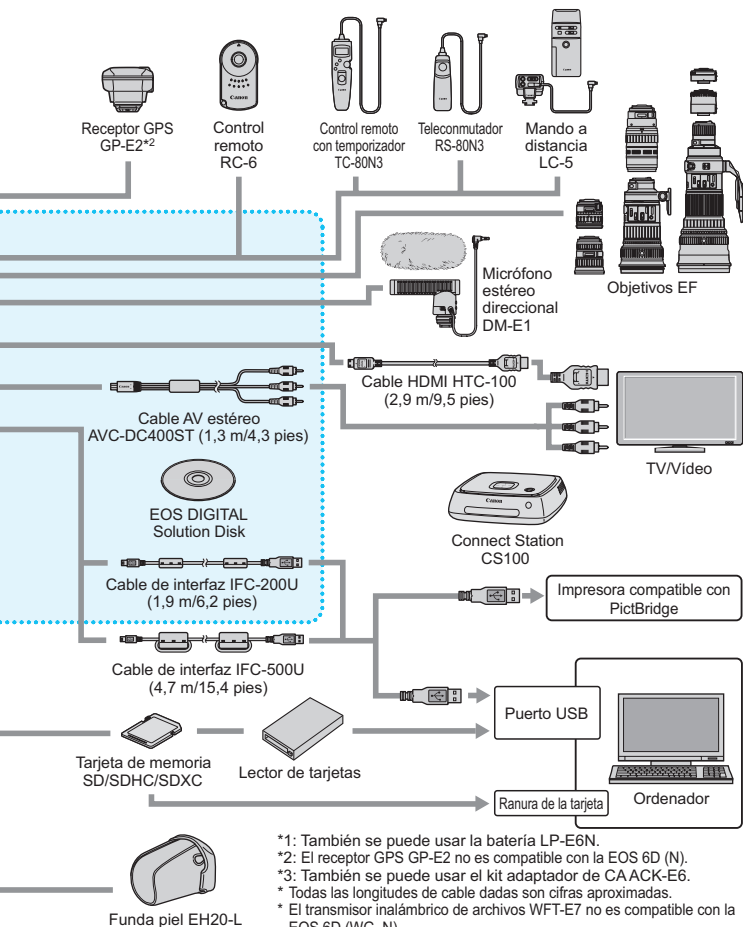 Receptor GPS
GP-E2*2
Control
remoto
RC-6
Control remoto
con temporizador
TC-80N3
Teleconmutador
RS-80N3
Mando a
distancia
LC-5
Canon
Objetivos EF
Micrófono
estéreo
direccional
DM-E1
Cable HDMI HTC-100
(2,9 m/9,5 pies)
Cable AV estéreo
AVC-DC400ST (1,3 m/4,3 pies)
TV/Vídeo
EOS DIGITAL
Solution Disk
Canon
Connect Station
CS100
Cable de interfaz IFC-200U
(1,9 m/6,2 pies)
Impresora compatible con
PictBridge
Cable de interfaz IFC-500U
(4,7 m/15,4 pies)
Puerto USB
Tarjeta de memoria
SD/SDHC/SDXC
Lector de tarjetas
Ranura de la tarjeta
Ordenador
Funda piel EH20-L
*1: También se puede usar la batería LP-E6N.
*2: El receptor GPS GP-E2 no es compatible con la EOS 6D (N).
*3: También se puede usar el kit adaptador de CA ACK-E6.
* Todas las longitudes de cable dadas son cifras aproximadas.
* El transmisor inalámbrico de archivos WFT-E7 no es compatible con la
EOS 6D (WG, N)